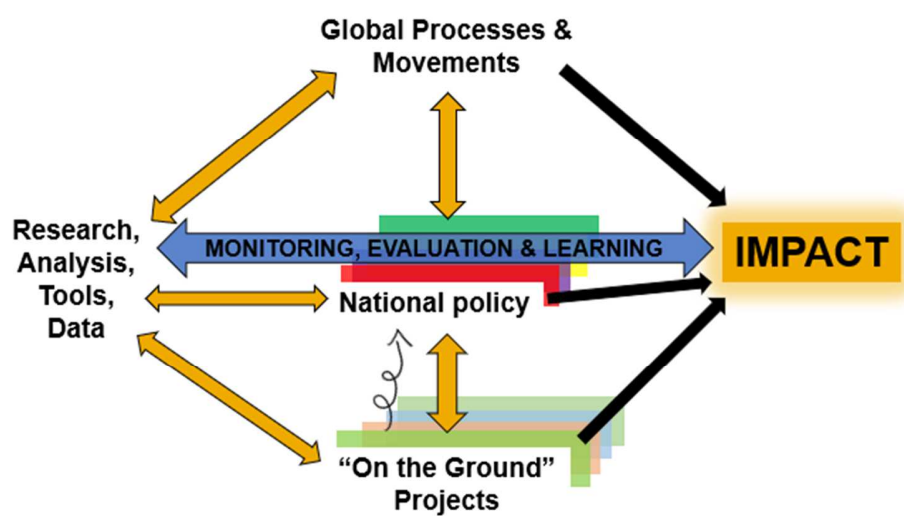 Global Processes &
Movements
Research,
Analysis,
Tools,
Data
MONITORING, EVALUATION & LEARNING
IMPACT
National policy
“On the Ground”
Projects